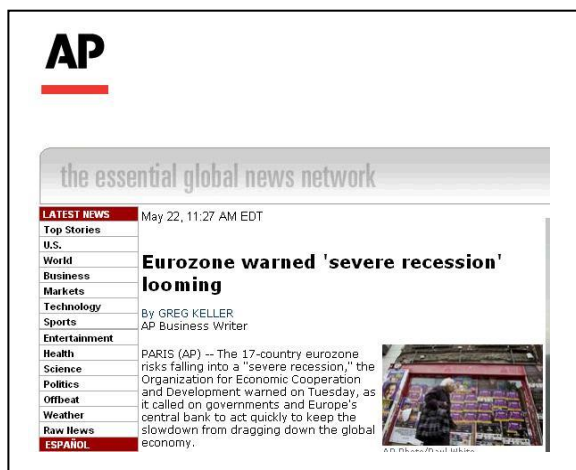 AP
the essential global news network
LATEST NEWS
Top Stories
U.S.
World
Business
Markets
Technology
Sports
Entertainment
Health
Science
Politics
Offbeat
Weather
Raw News
ESPAÑOL
May 22, 11:27 AM EDT
Eurozone warned 'severe recession'
looming
By GREG KELLER
AP Business Writer
PARIS (AP) -- The 17-country eurozone
risks falling into a "severe recession," the
Organization for Economic Cooperation
and Development warned on Tuesday, as
it called on governments and Europe's
central bank to act quickly to keep the
slowdown from dragging down the global
economy.
AP Photo/Paul White